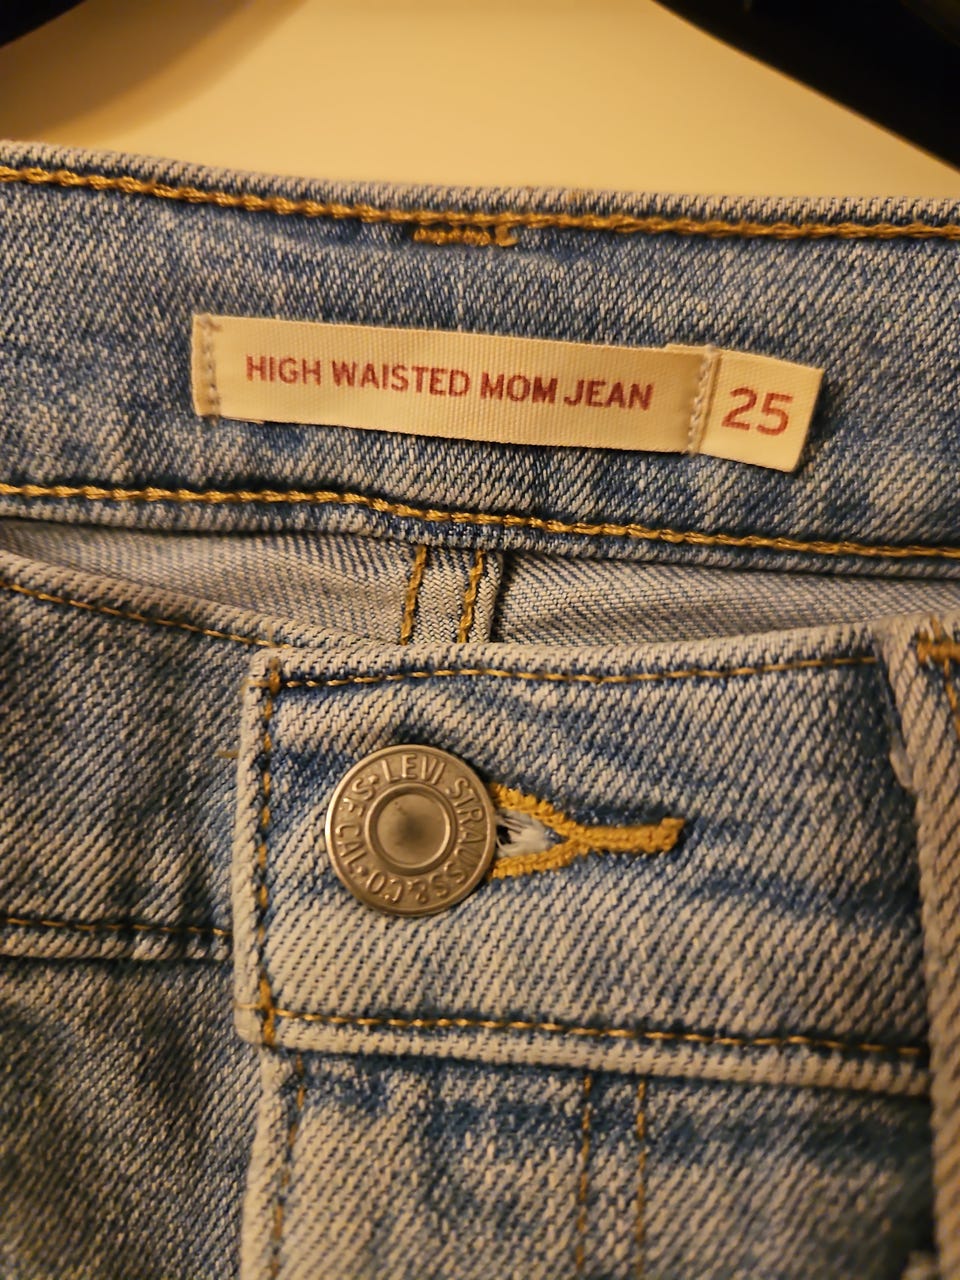 HIGH WAISTED MOM JEAN
25
LEVI STRAUSS & CO • S.F. CAL •